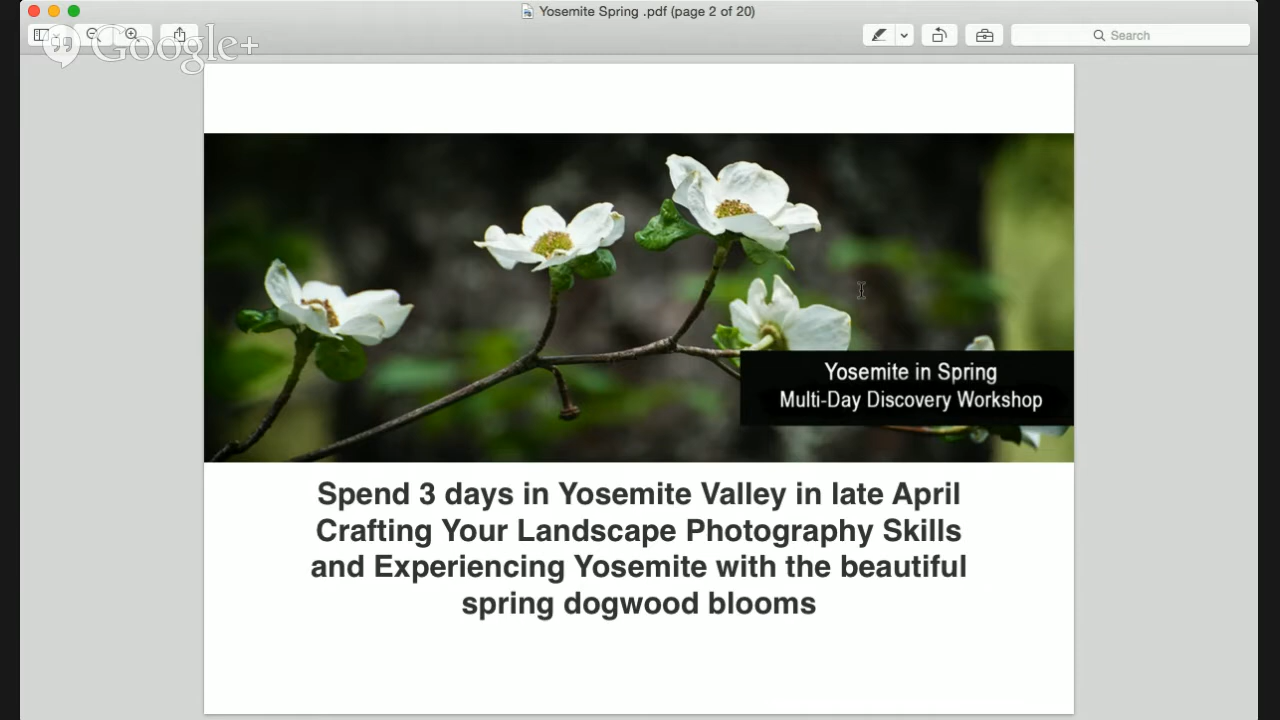 Yosemite Spring .pdf (page 2 of 20)
Google+
Search
Yosemite in Spring
Multi-Day Discovery Workshop
Spend 3 days in Yosemite Valley in late April
Crafting Your Landscape Photography Skills
and Experiencing Yosemite with the beautiful
spring dogwood blooms